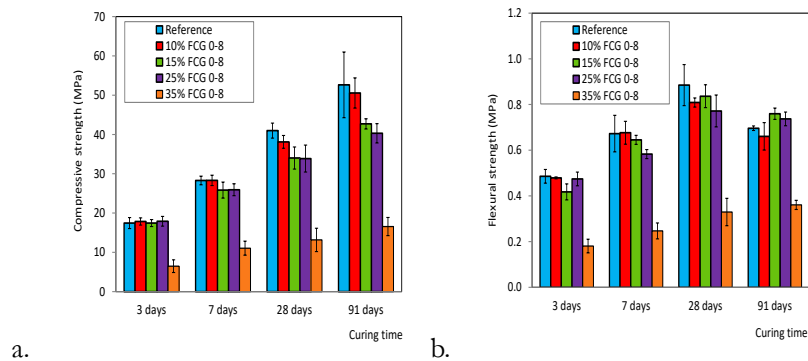 a.
Compressive strength (MPa)
70
60
50
40
30
20
10
0
Reference
10% FCG 0-8
15% FCG 0-8
25% FCG 0-8
35% FCG 0-8
3 days 7 days 28 days 91 days
Curing time
b.
Flexural strength (MPa)
1.2
1.0
0.8
0.6
0.4
0.2
0.0
Reference
10% FCG 0-8
15% FCG 0-8
25% FCG 0-8
35% FCG 0-8
3 days 7 days 28 days 91 days
Curing time